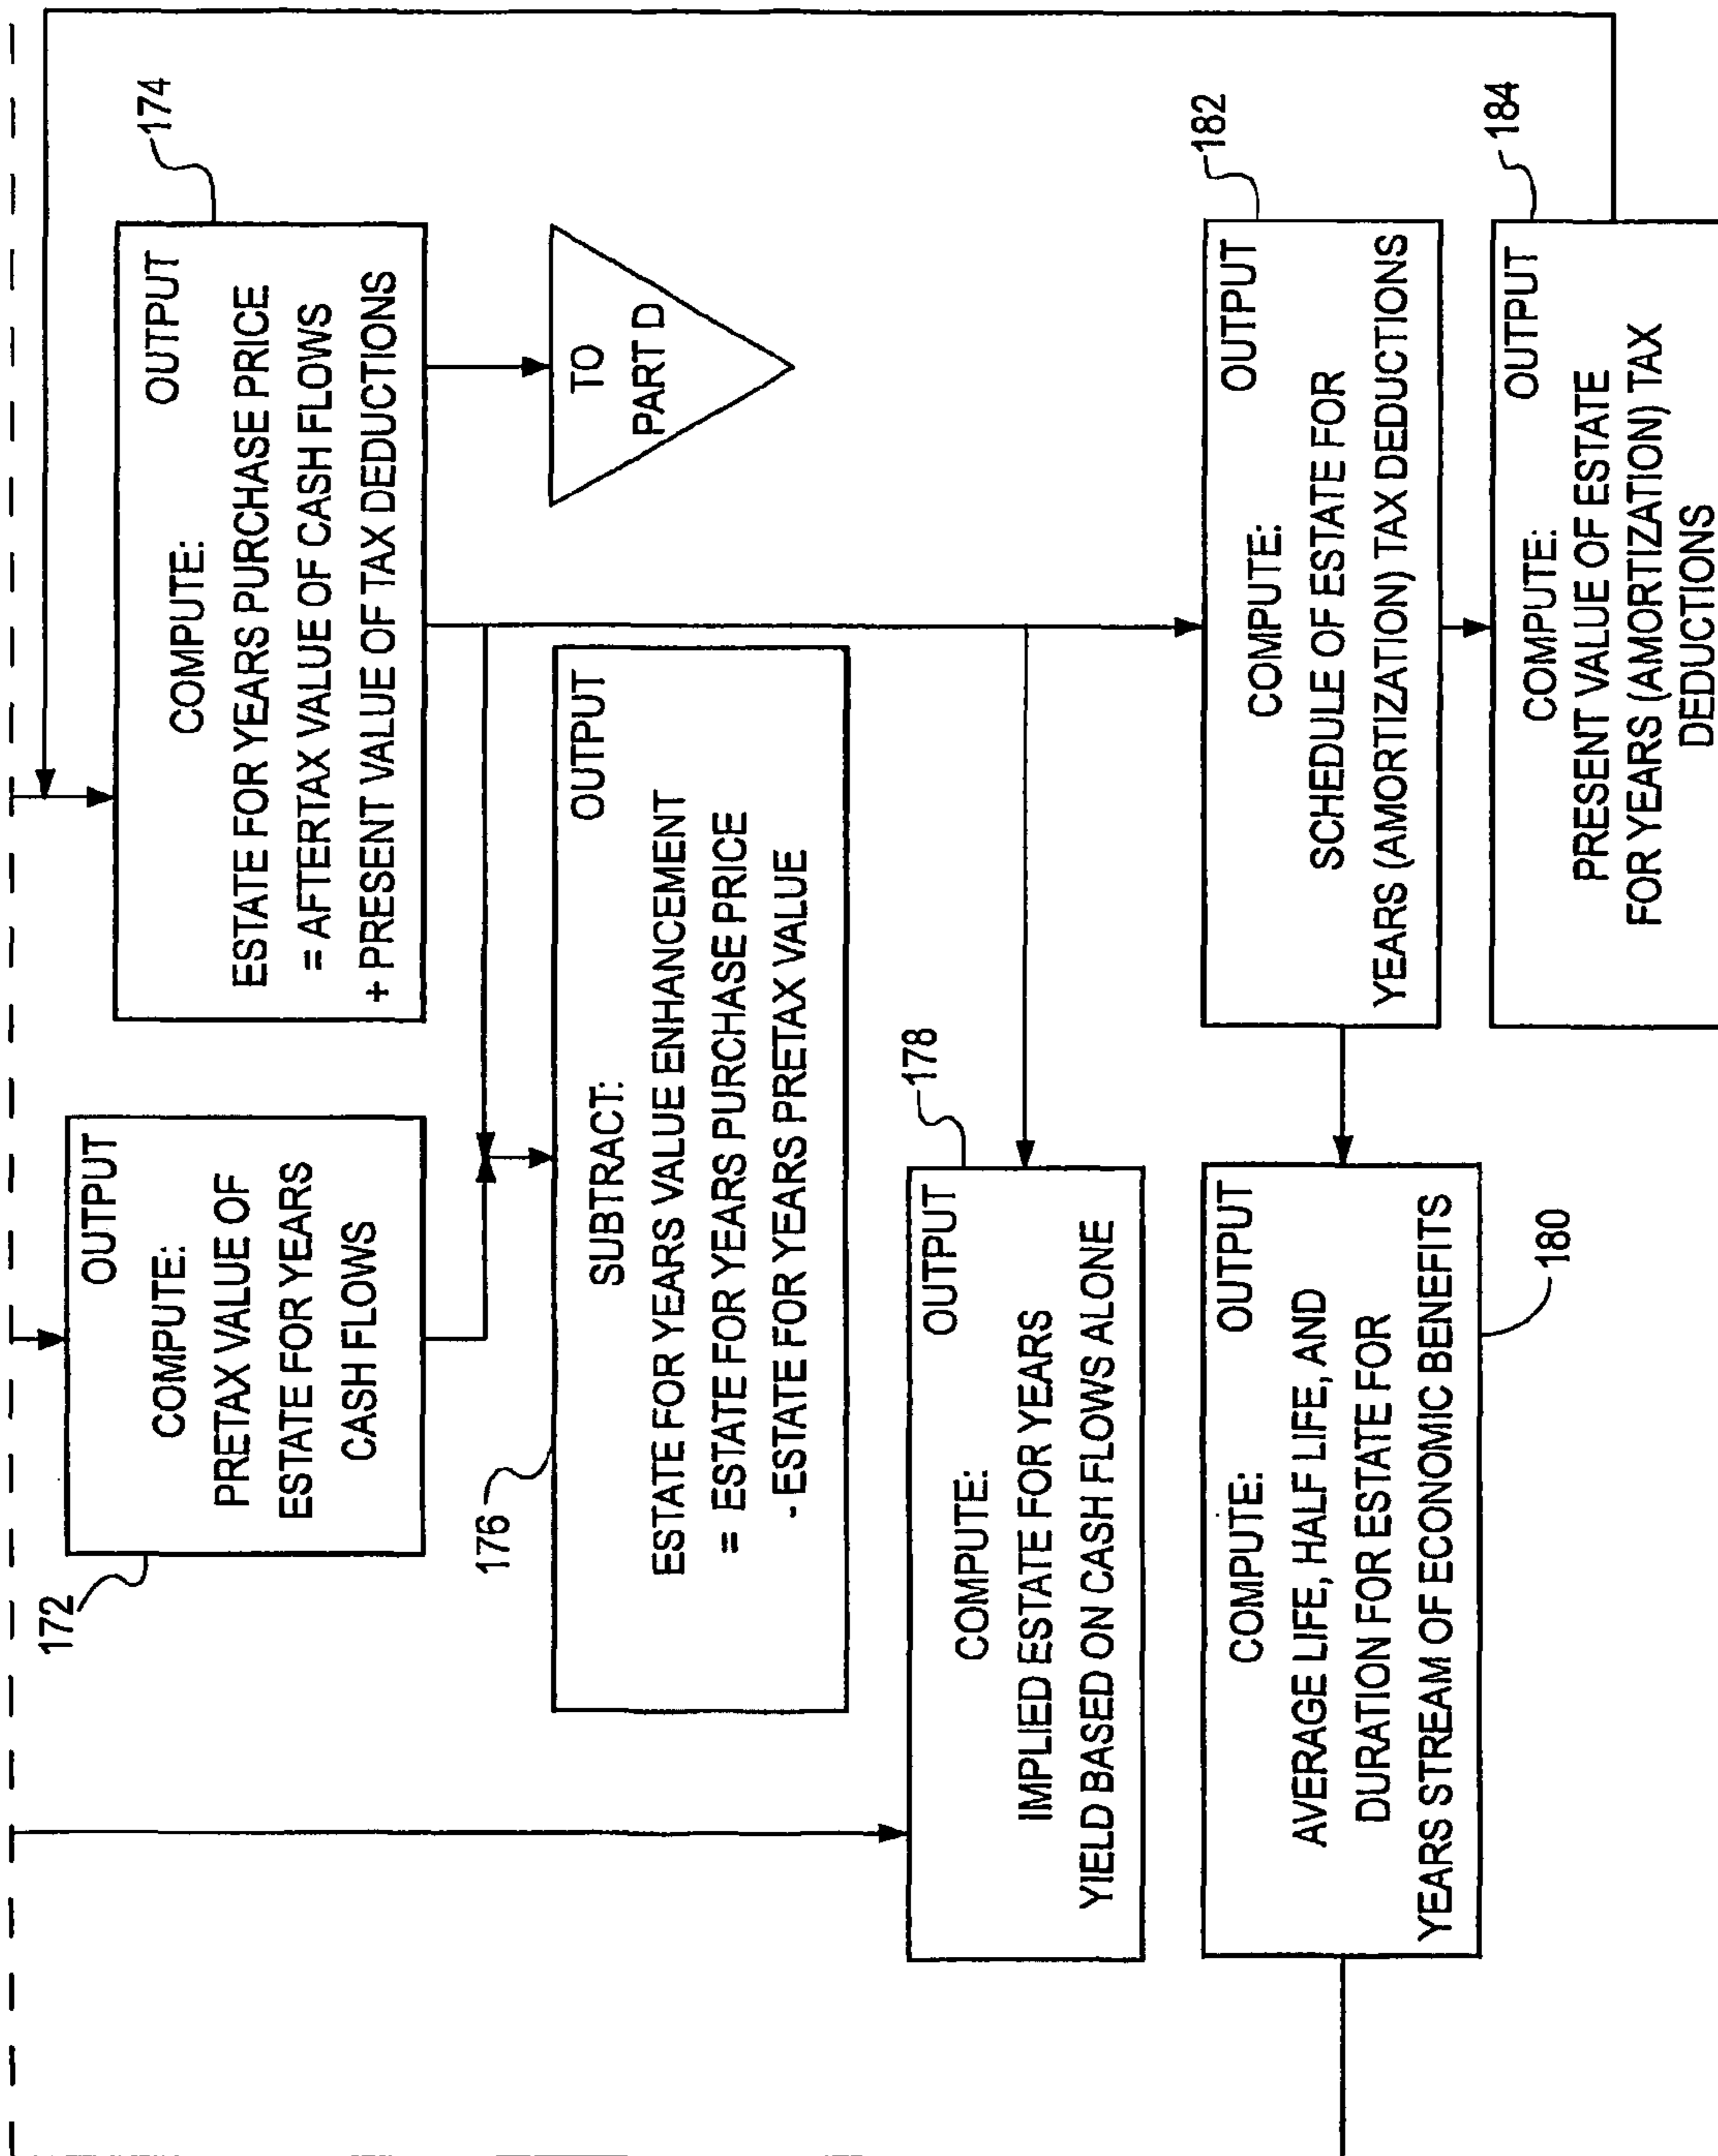 172
OUTPUT
COMPUTE:
PRETAX VALUE OF
ESTATE FOR YEARS
CASH FLOWS
174
OUTPUT
COMPUTE:
ESTATE FOR YEARS PURCHASE PRICE
= AFTERTAX VALUE OF CASH FLOWS
+ PRESENT VALUE OF TAX DEDUCTIONS
176
OUTPUT
SUBTRACT:
ESTATE FOR YEARS VALUE ENHANCEMENT
= ESTATE FOR YEARS PURCHASE PRICE
- ESTATE FOR YEARS PRETAX VALUE
TO
PART D
178
OUTPUT
COMPUTE:
IMPLIED ESTATE FOR YEARS
YIELD BASED ON CASH FLOWS ALONE
180
OUTPUT
COMPUTE:
AVERAGE LIFE, HALF LIFE, AND
DURATION FOR ESTATE FOR
YEARS STREAM OF ECONOMIC BENEFITS
182
OUTPUT
COMPUTE:
SCHEDULE OF ESTATE FOR
YEARS (AMORTIZATION) TAX DEDUCTIONS
184
OUTPUT
COMPUTE:
PRESENT VALUE OF ESTATE
FOR YEARS (AMORTIZATION) TAX
DEDUCTIONS